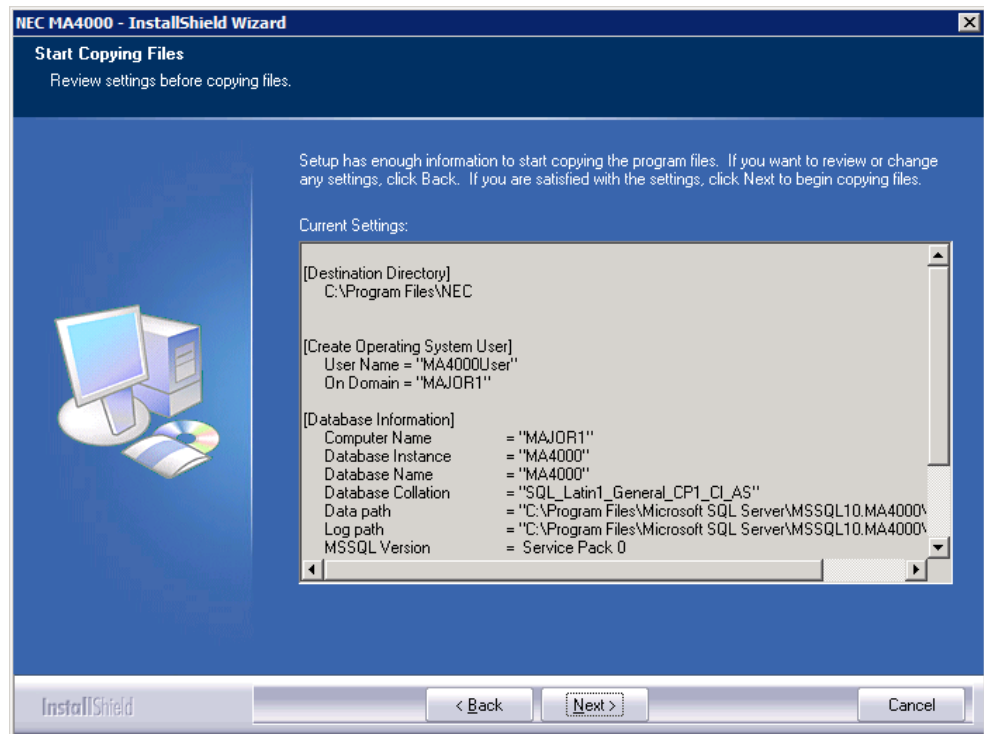 NEC MA4000 - InstallShield Wizard
Start Copying Files
Review settings before copying files.
Setup has enough information to start copying the program files.  If you want to review or change
any settings, click Back.  If you are satisfied with the settings, click Next to begin copying files.
Current Settings:
[Destination Directory]
C:\Program Files\NEC
[Create Operating System User]
User Name = "MA4000User"
On Domain = "MAJOR1"
[Database Information]
Computer Name = "MAJOR1"
Database Instance = "MA4000"
Database Name = "MA4000"
Database Collation = "SQL_Latin1_General_CP1_CI_AS"
Data path = "C:\Program Files\Microsoft SQL Server\MSSQL10.MA4000\
Log path = "C:\Program Files\Microsoft SQL Server\MSSQL10.MA4000\
MSSQL Version = Service Pack 0
InstallShield
< Back
Next >
Cancel